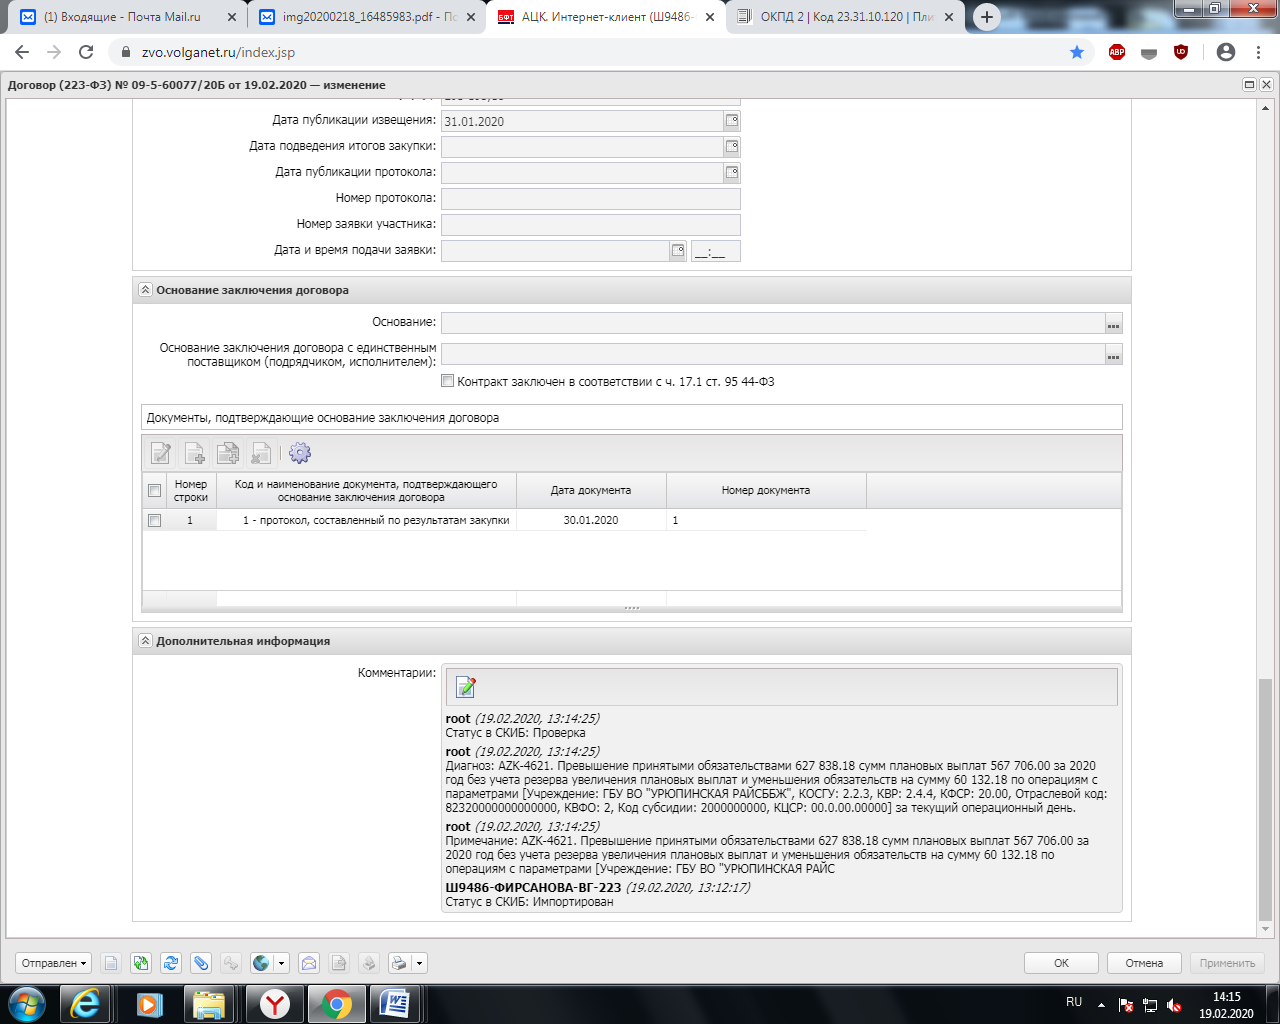 (1) Входящие - Почта Mail.ru
img20200218_16485983.pdf - По
АЦК. Интернет-клиент (Ш9486-
ОКПД 2 | Код 23.31.10.120 | Пли
zvo.volganet.ru/index.jsp
Договор (223-ФЗ) № 09-5-60077/20Б от 19.02.2020 — изменение
Дата публикации извещения: 31.01.2020
Дата подведения итогов закупки:
Дата публикации протокола:
Номер протокола:
Номер заявки участника:
Дата и время подачи заявки: __:__
Основание заключения договора
Основание: ...
Основание заключения договора с единственным
поставщиком (подрядчиком, исполнителем): ...
Контракт заключен в соответствии с ч. 17.1 ст. 95 44-ФЗ
Документы, подтверждающие основание заключения договора
Номер строки
Код и наименование документа, подтверждающего основание заключения договора
Дата документа
Номер документа
1 1 - протокол, составленный по результатам закупки 30.01.2020 1
Дополнительная информация
Комментарии:
root (19.02.2020, 13:14:25)
Статус в СКИБ: Проверка
root (19.02.2020, 13:14:25)
Диагноз: AZK-4621. Превышение принятыми обязательствами 627 838.18 сумм плановых выплат 567 706.00 за 2020
год без учета резерва увеличения плановых выплат и уменьшения обязательств на сумму 60 132.18 по операциям с
параметрами [Учреждение: ГБУ ВО "УРЮПИНСКАЯ РАЙСББЖ", КОСГУ: 2.2.3, КВР: 2.4.4, КФСР: 20.00, Отраслевой код:
82320000000000000, КВФО: 2, Код субсидии: 2000000000, КЦСР: 00.0.00.00000] за текущий операционный день.
root (19.02.2020, 13:14:25)
Примечание: AZK-4621. Превышение принятыми обязательствами 627 838.18 сумм плановых выплат 567 706.00 за
2020 год без учета резерва увеличения плановых выплат и уменьшения обязательств на сумму 60 132.18 по
операциям с параметрами [Учреждение: ГБУ ВО "УРЮПИНСКАЯ РАЙС
Ш9486-ФИРСАНОВА-ВГ-223 (19.02.2020, 13:12:17)
Статус в СКИБ: Импортирован
Отправлен
ОК
Отмена
Применить
RU
14:15
19.02.2020